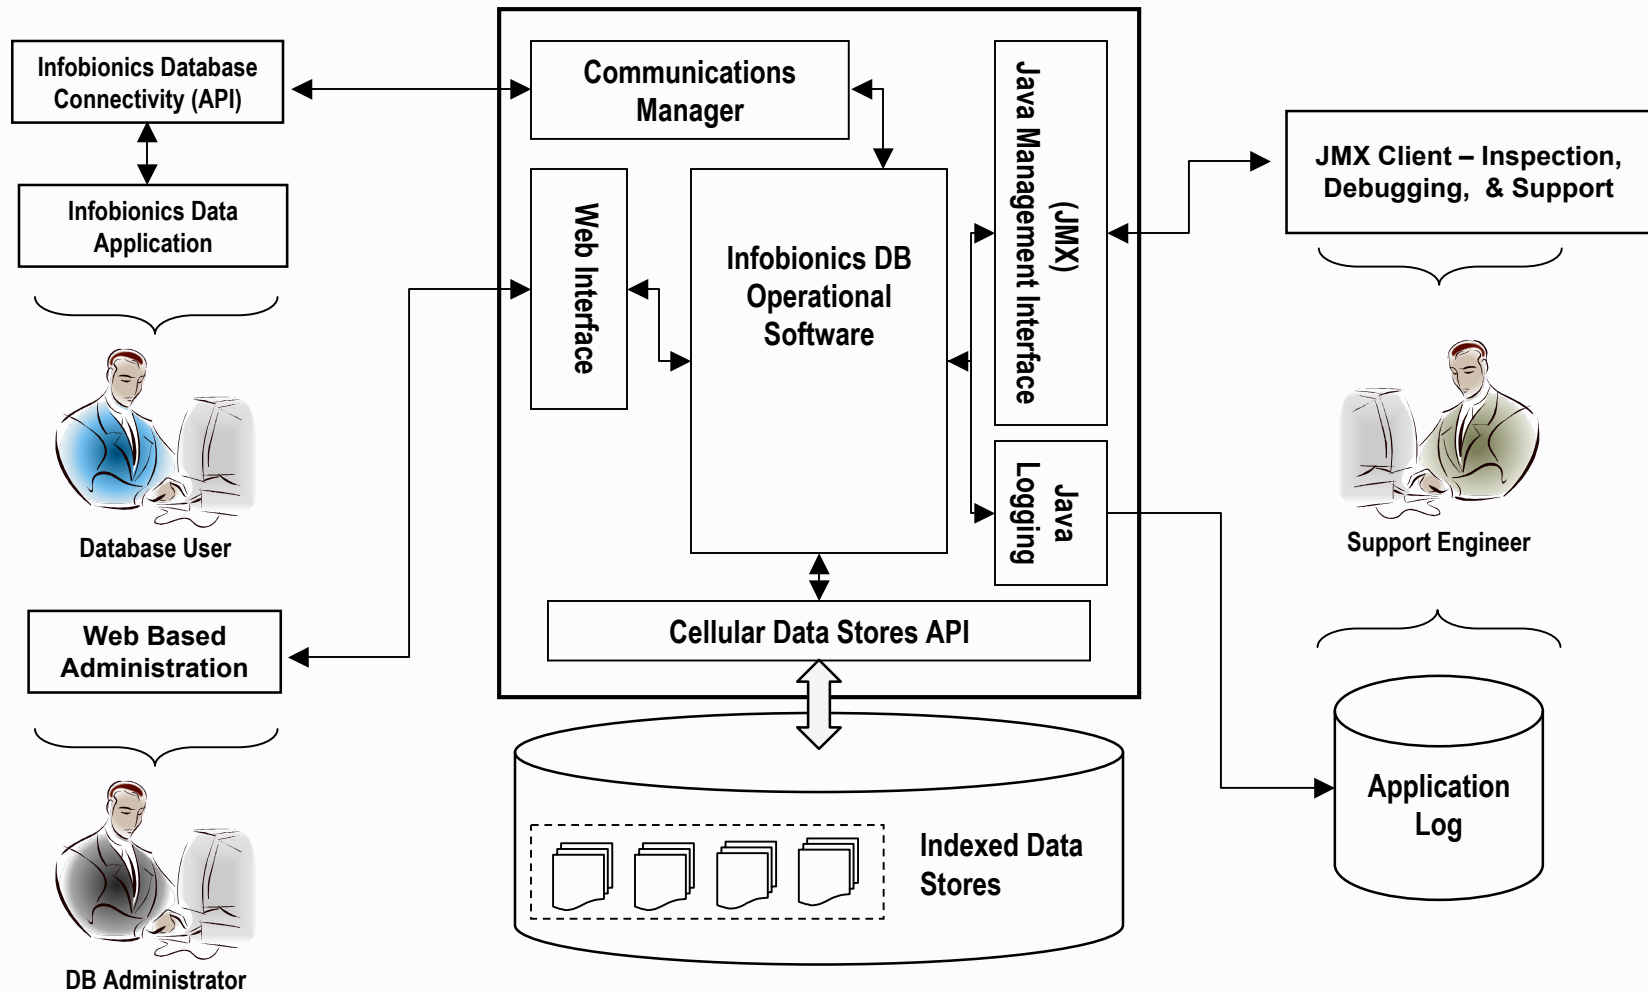 Infobionics Database
Connectivity (API)
Infobionics Data
Application
Database User
Web Based
Administration
DB Administrator
Communications
Manager
Web Interface
Infobionics DB
Operational
Software
Java Management Interface
(JMX)
Java
Logging
Cellular Data Stores API
Indexed Data
Stores
JMX Client – Inspection,
Debugging, & Support
Support Engineer
Application
Log